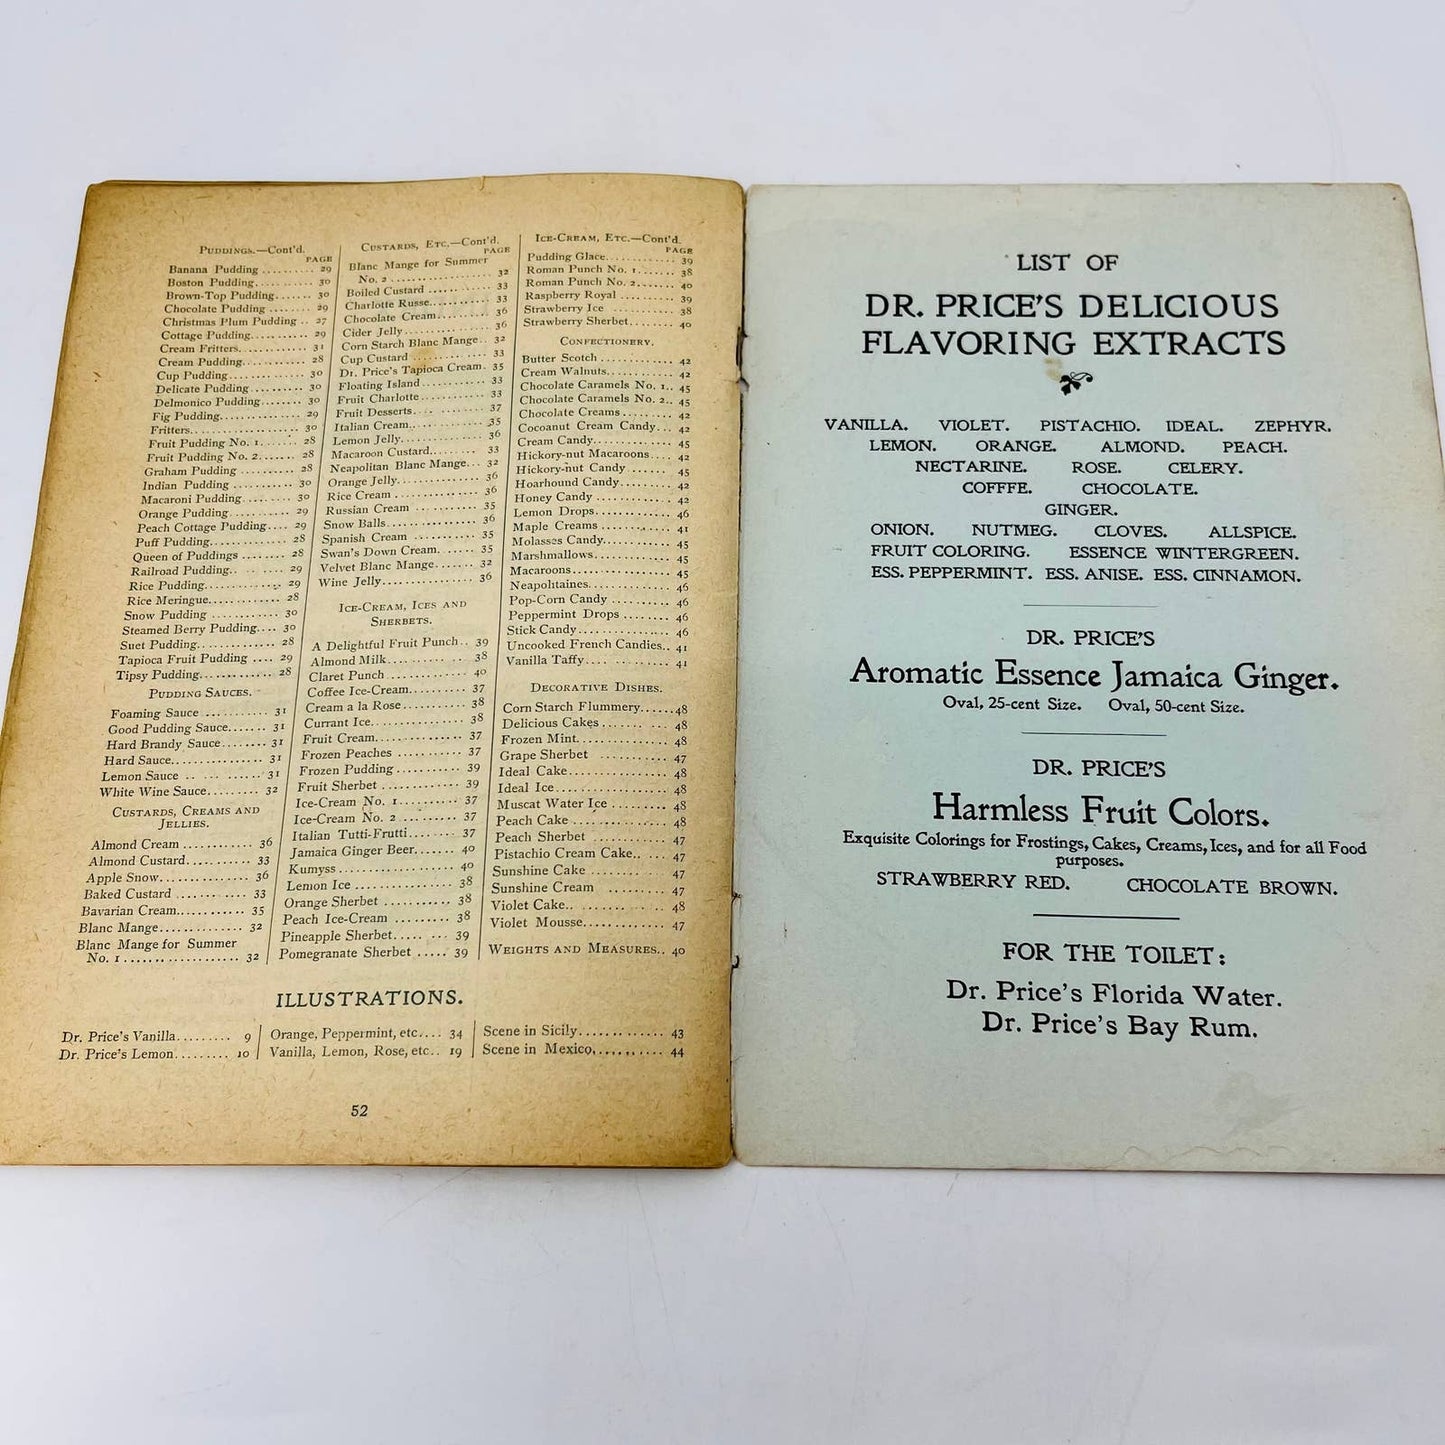 PUDDINGS.—Cont'd.
PAGE
Banana Pudding .......... 29
Boston Pudding .......... 30
Brown-Top Pudding....... 30
Chocolate Pudding ........ 29
Christmas Plum Pudding .. 27
Cottage Pudding........... 29
Cream Fritters............. 31
Cream Pudding............ 28
Cup Pudding .............. 30
Delicate Pudding .......... 30
Delmonico Pudding........ 30
Fig Pudding............... 29
Fritters.................... 30
Fruit Pudding No. 1........ 28
Fruit Pudding No. 2....... 28
Graham Pudding .......... 28
Indian Pudding ............ 30
Macaroni Pudding......... 30
Orange Pudding........... 29
Peach Cottage Pudding.... 29
Puff Pudding.............. 28
Queen of Puddings ........ 28
Railroad Pudding.......... 29
Rice Pudding.............. 29
Rice Meringue............. 28
Snow Pudding ............ 30
Steamed Berry Pudding.... 30
Suet Pudding.............. 28
Tapioca Fruit Pudding .... 29
Tipsy Pudding............. 28
PUDDING SAUCES.
Foaming Sauce ........... 31
Good Pudding Sauce....... 31
Hard Brandy Sauce........ 31
Hard Sauce................ 31
Lemon Sauce .. ... ....... 31
White Wine Sauce......... 32
CUSTARDS, CREAMS AND
JELLIES.
Almond Cream ............ 36
Almond Custard........... 33
Apple Snow............... 36
Baked Custard ............ 33
Bavarian Cream............ 35
Blanc Mange.............. 32
Blanc Mange for Summer
No. 1 .................... 32
CUSTARDS, ETC.—Cont'd.
PAGE
Blanc Mange for Summer
No. 2 ................... 32
Boiled Custard ............ 33
Charlotte Russe............ 33
Chocolate Cream........... 36
Cider Jelly................. 36
Corn Starch Blanc Mange.. 32
Cup Custard .............. 33
Dr. Price's Tapioca Cream. 35
Floating Island............ 33
Fruit Charlotte ............ 33
Fruit Desserts.............. 37
Italian Cream.............. 35
Lemon Jelly............... 36
Macaroon Custard......... 33
Neapolitan Blanc Mange... 32
Orange Jelly............... 36
Rice Cream ............... 36
Russian Cream ............ 35
Snow Balls................ 36
Spanish Cream ............ 35
Swan's Down Cream....... 35
Velvet Blanc Mange........ 32
Wine Jelly................. 36
ICE-CREAM, ICES AND
SHERBETS.
A Delightful Fruit Punch.. 39
Almond Milk.............. 38
Claret Punch .............. 40
Coffee Ice-Cream.......... 37
Cream a la Rose........... 38
Currant Ice................ 38
Fruit Cream............... 37
Frozen Peaches ........... 37
Frozen Pudding........... 39
Fruit Sherbet .............. 39
Ice-Cream No. 1........... 37
Ice-Cream No. 2 .......... 37
Italian Tutti-Frutti......... 37
Jamaica Ginger Beer....... 40
Kumyss ................... 40
Lemon Ice ................ 38
Orange Sherbet ........... 38
Peach Ice-Cream ......... 38
Pineapple Sherbet..... ... 39
Pomegranate Sherbet ..... 39
ICE-CREAM, ETC.—Cont'd.
PAGE
Pudding Glace............. 39
Roman Punch No. 1........ 38
Roman Punch No. 2....... 40
Raspberry Royal .......... 39
Strawberry Ice ............ 38
Strawberry Sherbet........ 40
CONFECTIONERY.
Butter Scotch .............. 42
Cream Walnuts............ 42
Chocolate Caramels No. 1.. 45
Chocolate Caramels No. 2.. 45
Chocolate Creams ......... 42
Cocoanut Cream Candy... 42
Cream Candy.............. 45
Hickory-nut Macaroons.... 42
Hickory-nut Candy ........ 45
Hoarhound Candy......... 42
Honey Candy ............. 42
Lemon Drops.............. 46
Maple Creams ............. 41
Molasses Candy............ 45
Marshmallows............. 45
Macaroons ................ 45
Neapolitaines.............. 46
Pop-Corn Candy .......... 46
Peppermint Drops ........ 46
Stick Candy................ 46
Uncooked French Candies.. 41
Vanilla Taffy.... ......... 41
DECORATIVE DISHES.
Corn Starch Flummery......48
Delicious Cakes ........... 48
Frozen Mint............... 48
Grape Sherbet ............ 47
Ideal Cake................. 48
Ideal Ice................... 48
Muscat Water Ice ......... 48
Peach Cake ............... 48
Peach Sherbet ............ 47
Pistachio Cream Cake.. ... 47
Sunshine Cake ............ 47
Sunshine Cream .......... 47
Violet Cake................ 48
Violet Mousse............. 47
WEIGHTS AND MEASURES.. 40
ILLUSTRATIONS.
Dr. Price's Vanilla......... 9
Dr. Price's Lemon......... 10
Orange, Peppermint, etc.... 34
Vanilla, Lemon, Rose, etc.. 19
Scene in Sicily............. 43
Scene in Mexico........... 44
52
LIST OF
DR. PRICE'S DELICIOUS
FLAVORING EXTRACTS
VANILLA. VIOLET. PISTACHIO. IDEAL. ZEPHYR.
LEMON. ORANGE. ALMOND. PEACH.
NECTARINE. ROSE. CELERY.
COFFFE. CHOCOLATE.
GINGER.
ONION. NUTMEG. CLOVES. ALLSPICE.
FRUIT COLORING. ESSENCE WINTERGREEN.
ESS. PEPPERMINT. ESS. ANISE. ESS. CINNAMON.
DR. PRICE'S
Aromatic Essence Jamaica Ginger.
Oval, 25-cent Size. Oval, 50-cent Size.
DR. PRICE'S
Harmless Fruit Colors.
Exquisite Colorings for Frostings, Cakes, Creams, Ices, and for all Food
purposes.
STRAWBERRY RED. CHOCOLATE BROWN.
FOR THE TOILET:
Dr. Price's Florida Water.
Dr. Price's Bay Rum.